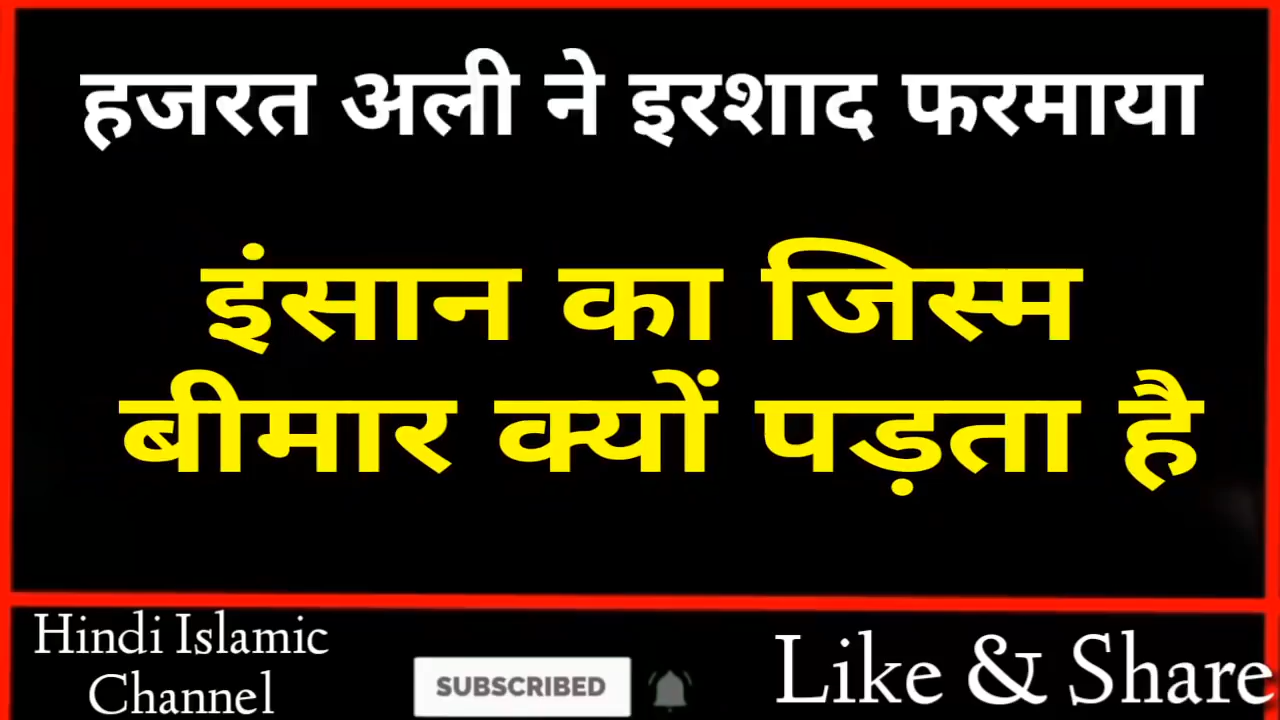 हजरत अली ने इरशाद फरमाया
इंसान का जिस्म
बीमार क्यों पड़ता है
Hindi Islamic
Channel
SUBSCRIBED
Like & Share